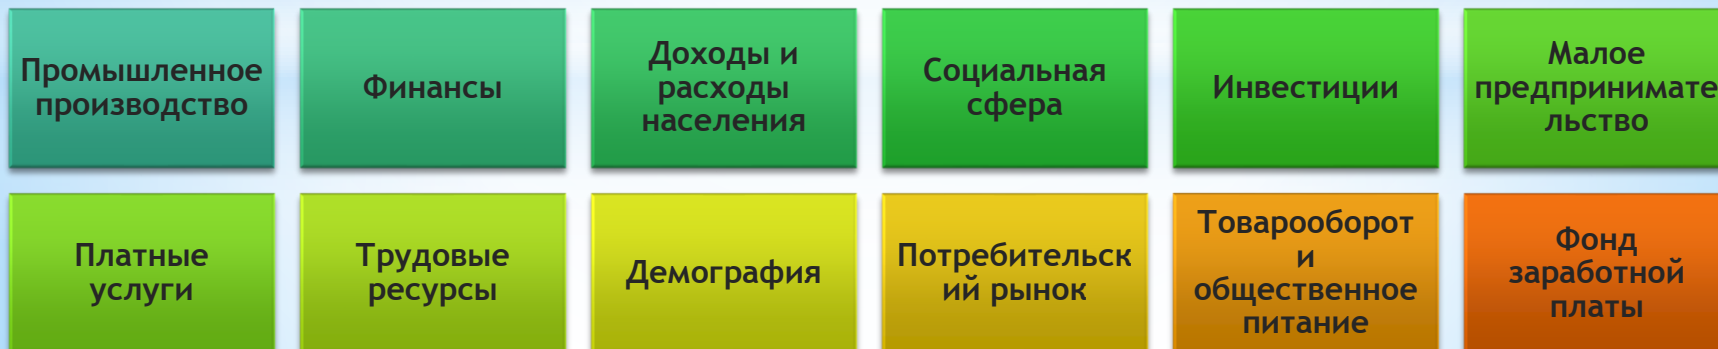 Промышленное
производство
Финансы
Доходы и
расходы
населения
Социальная
сфера
Инвестиции
Малое
предпринимате
льство
Платные
услуги
Трудовые
ресурсы
Демография
Потребительск
ий рынок
Товарооборот
и
общественное
питание
Фонд
заработной
платы